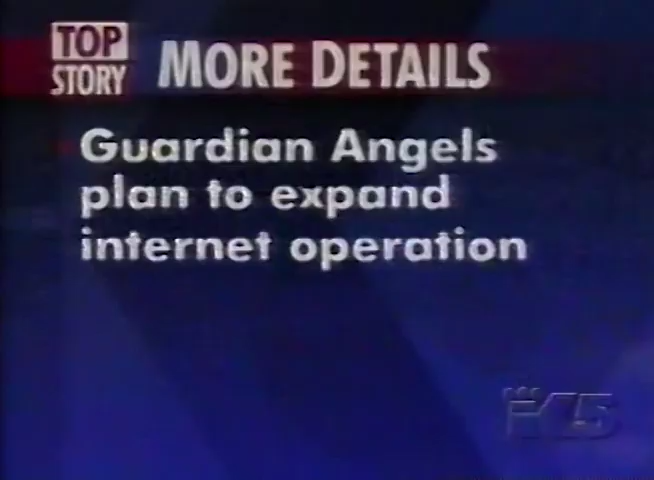 TOP
STORY
MORE DETAILS
Guardian Angels
plan to expand
internet operation